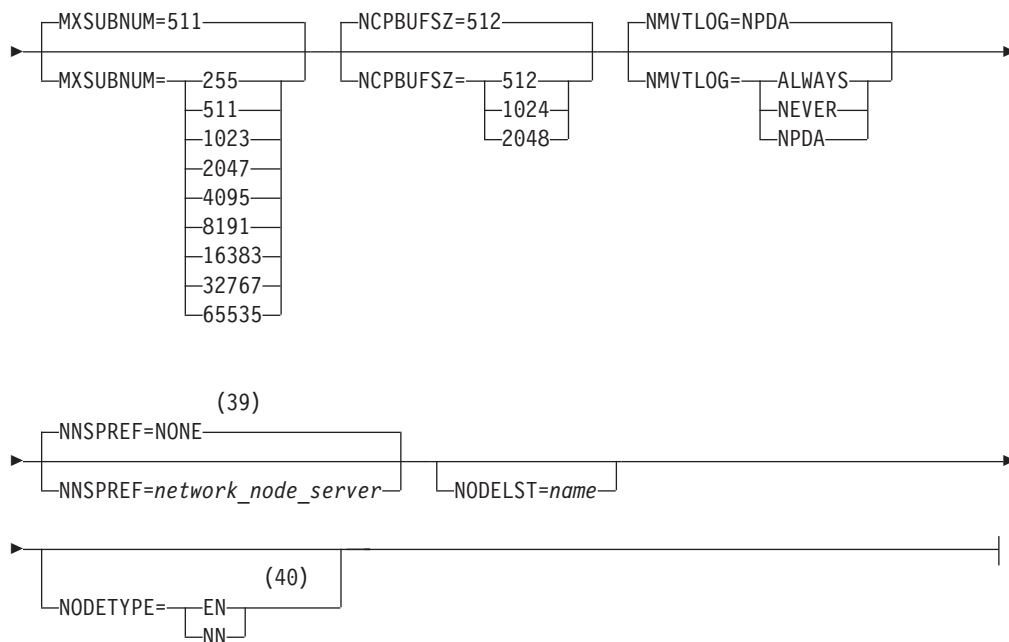 MXSUBNUM=511 NCPBUFSZ=512 NMVTLOG=NPDA
MXSUBNUM= 255 NCPBUFSZ= 512 NMVTLOG= ALWAYS
511 1024 NEVER
1023 2048 NPDA
2047
4095
8191
16383
32767
65535
(39)
NNSPREF=NONE
NNSPREF=network_node_server NODELST=name
(40)
NODETYPE= EN
NN